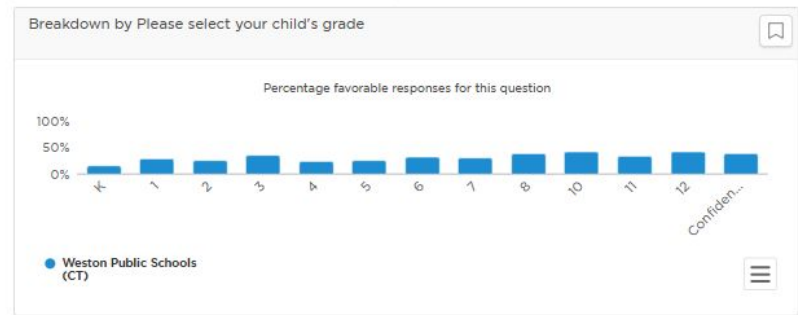 Breakdown by Please select your child's grade
Percentage favorable responses for this question
100%
50%
0%
K
1
2
3
4
5
6
7
8
10
11
12
Confiden...
Weston Public Schools
(CT)